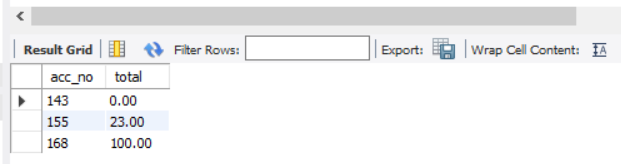 Result Grid Filter Rows: Export: Wrap Cell Content: IA
acc_no total
143 0.00
155 23.00
168 100.00